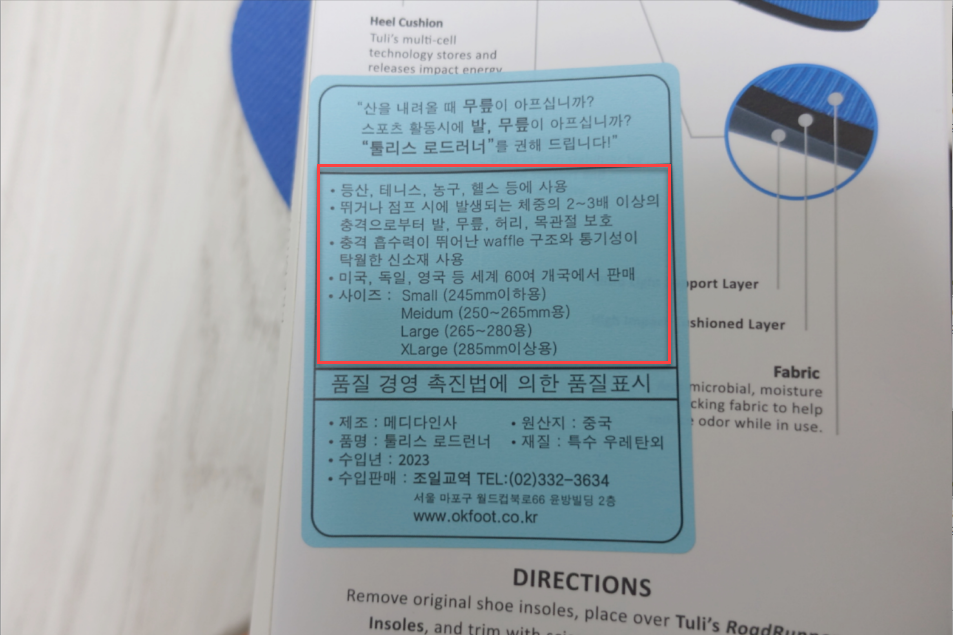 Heel Cushion
Tuli's multi-cell
technology stores and
releases impact energy
"산을 내려올 때 무릎이 아프십니까?
스포츠 활동시에 발, 무릎이 아프십니까?
"툴리스 로드러너"를 권해 드립니다!"
• 등산, 테니스, 농구, 헬스 등에 사용
• 뛰거나 점프 시에 발생되는 체중의 2~3배 이상의
충격으로부터 발, 무릎, 허리, 목관절 보호
• 충격 흡수력이 뛰어난 waffle 구조와 통기성이
탁월한 신소재 사용
• 미국, 독일, 영국 등 세계 60여 개국에서 판매
• 사이즈 : Small (245mm이하용)
Meidum (250~265mm용)
Large (265~280용)
XLarge (285mm이상용)
품질 경영 촉진법에 의한 품질표시
• 제조 : 메디다인사 • 원산지 : 중국
• 품명 : 툴리스 로드런너 • 재질 : 특수 우레탄외
• 수입년 : 2023
• 수입판매 : 조일교역 TEL:(02)332-3634
서울 마포구 월드컵북로66 윤방빌딩 2층
www.okfoot.co.kr
pport Layer
shioned Layer
Fabric
microbial, moisture
cking fabric to help
odor while in use.
DIRECTIONS
Remove original shoe insoles, place over Tuli's RoadRunne
Insoles, and trim with